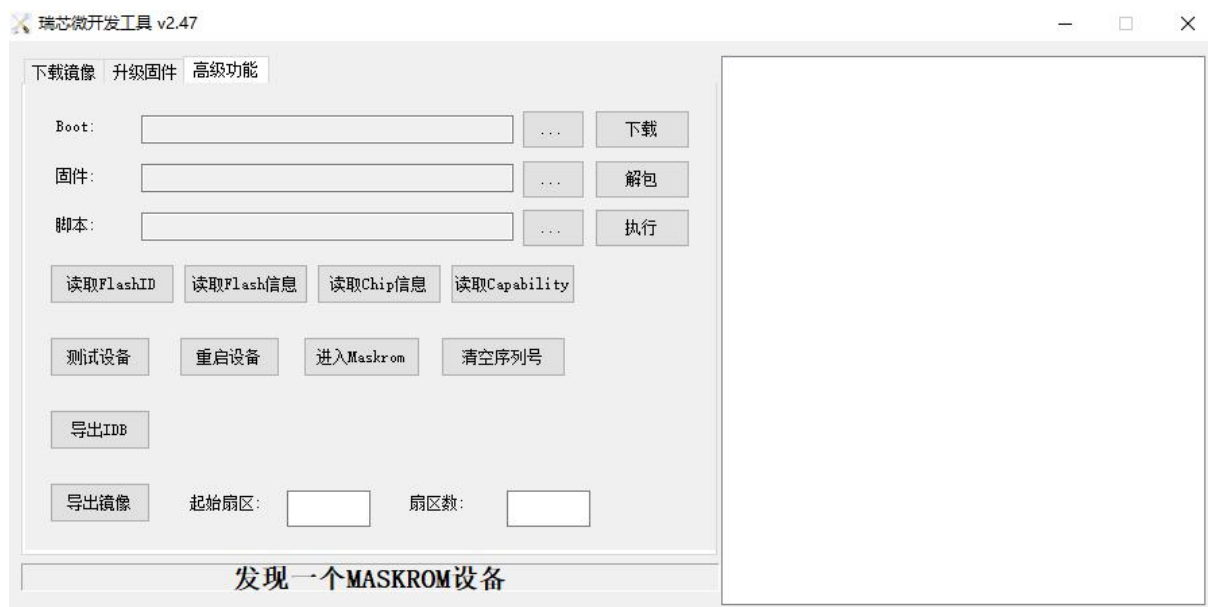 瑞芯微开发工具 v2.47
下载镜像 升级固件 高级功能
Boot: ... 下载
固件: ... 解包
脚本: ... 执行
读取FlashID 读取Flash信息 读取Chip信息 读取Capability
测试设备 重启设备 进入Maskrom 清空序列号
导出IDB
导出镜像 起始扇区: 扇区数:
发现一个MASKROM设备